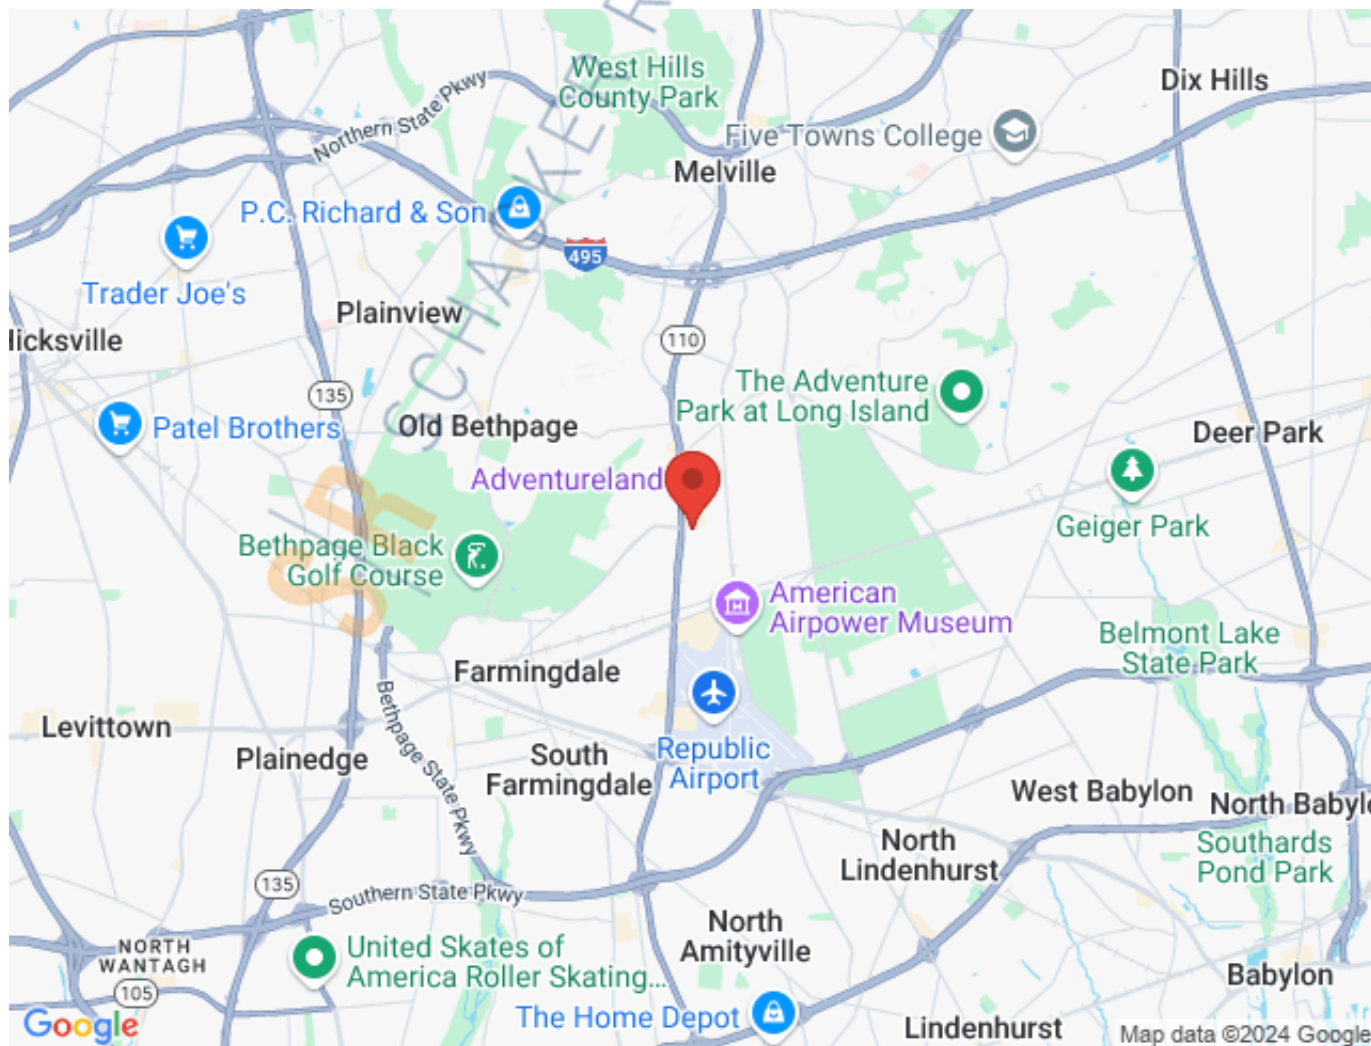 West Hills
County Park
Dix Hills
Northern State Pkwy
Five Towns College
Melville
P.C. Richard & Son
495
Trader Joe's
Plainview
Hicksville
110
135
The Adventure
Park at Long Island
Patel Brothers
Old Bethpage
Deer Park
Adventureland
Geiger Park
Bethpage Black
Golf Course
American
Airpower Museum
Belmont Lake
State Park
Farmingdale
Levittown
Bethpage State Pkwy
Plainedge
South
Farmingdale
Republic
Airport
West Babylon
North Babylo
North
Lindenhurst
Southards
Pond Park
135
Southern State Pkwy
North
Amityville
NORTH
WANTAGH
United Skates of
America Roller Skating...
105
Babylon
The Home Depot
Lindenhurst
Google
Map data ©2024 Google
SR
SCHACKER R